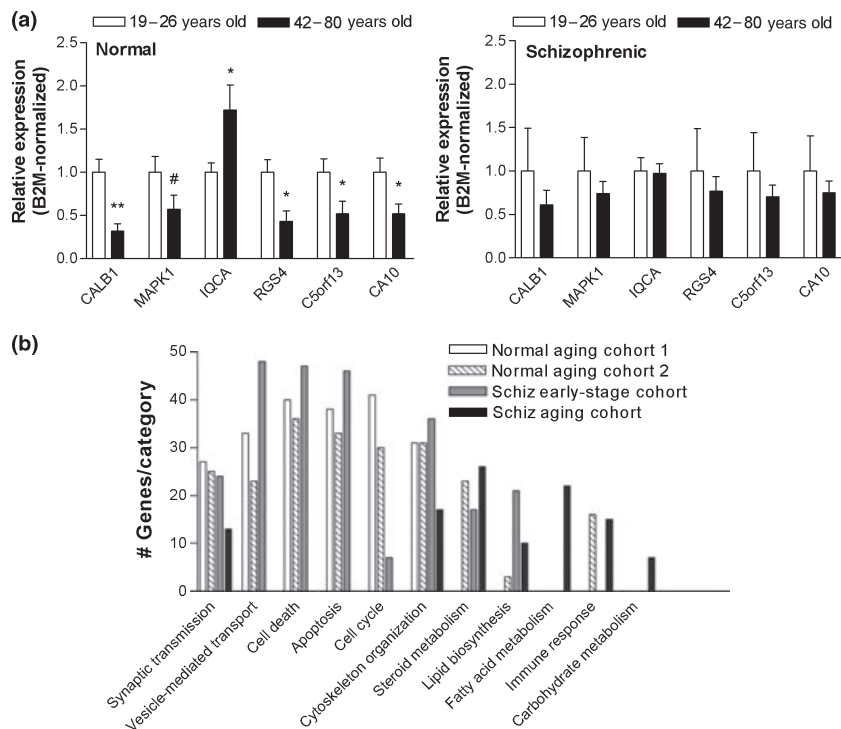 (a)
19–26 years old 42–80 years old
Normal
Relative expression
(B2M-normalized)
2.5
2.0
1.5
1.0
0.5
0.0
** # * * * *
CALB1 MAPK1 IQCA RGS4 C5orf13 CA10
19–26 years old 42–80 years old
Schizophrenic
Relative expression
(B2M-normalized)
2.5
2.0
1.5
1.0
0.5
0.0
CALB1 MAPK1 IQCA RGS4 C5orf13 CA10
(b)
# Genes/category
50
40
30
20
10
0
Normal aging cohort 1
Normal aging cohort 2
Schiz early-stage cohort
Schiz aging cohort
Synaptic transmission
Vesicle-mediated transport
Cell death
Apoptosis
Cell cycle
Cytoskeleton organization
Steroid metabolism
Lipid biosynthesis
Fatty acid metabolism
Immune response
Carbohydrate metabolism